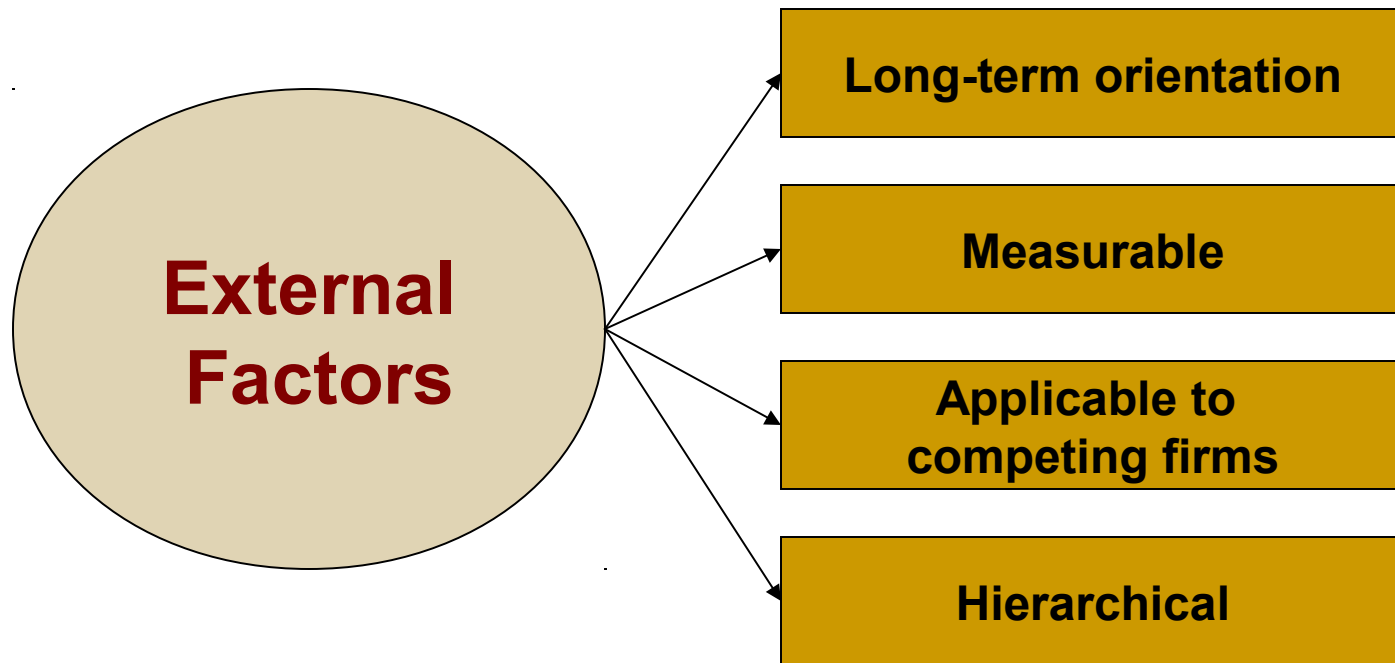 External
Factors
Long-term orientation
Measurable
Applicable to
competing firms
Hierarchical